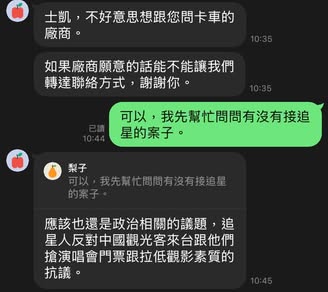 士凱，不好意思想跟您問卡車的
廠商。
10:35
如果廠商願意的話能不能讓我們
轉達聯絡方式，謝謝你。
10:35
可以，我先幫忙問問有沒有接追
星的案子。
已讀
10:44
梨子
可以，我先幫忙問問有沒有接追星
的案子。
應該也還是政治相關的議題，追
星人反對中國觀光客來台跟他們
搶演唱會門票跟拉低觀影素質的
抗議。
10:45